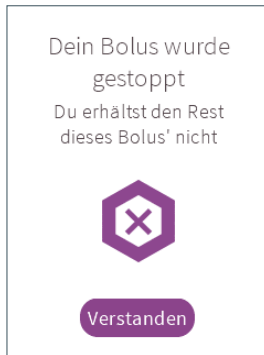 Dein Bolus wurde
gestoppt
Du erhältst den Rest
dieses Bolus' nicht
Verstanden